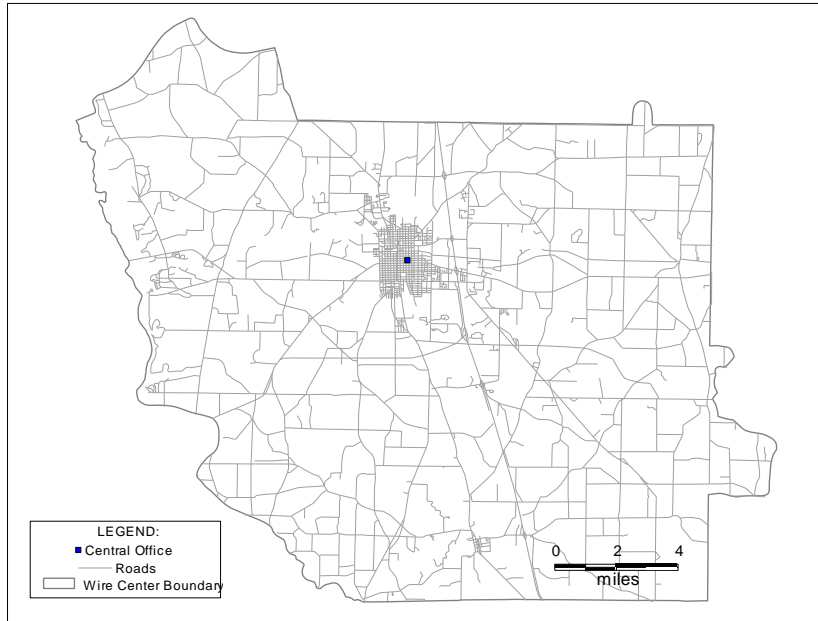 LEGEND:
Central Office
Roads
Wire Center Boundary
0 2 4
miles